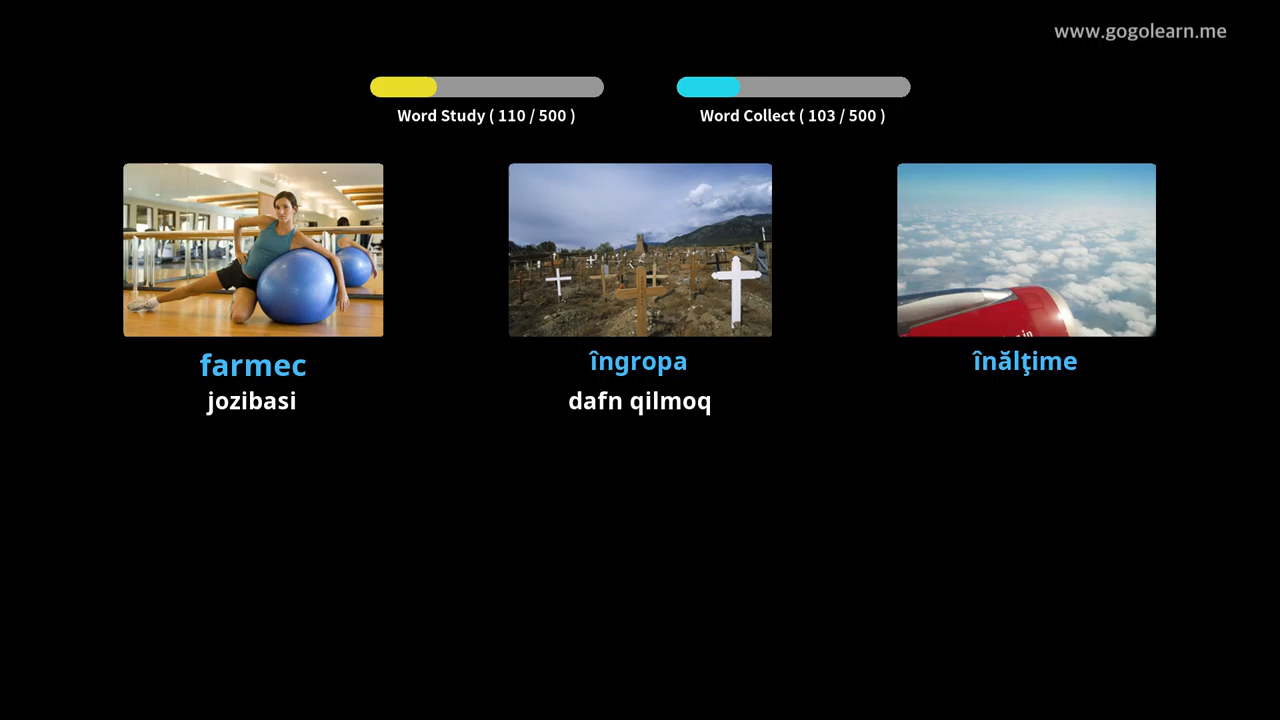 www.gogolearn.me
Word Study ( 110 / 500 )
Word Collect ( 103 / 500 )
farmec
îngropa
înălţime
jozibasi
dafn qilmoq